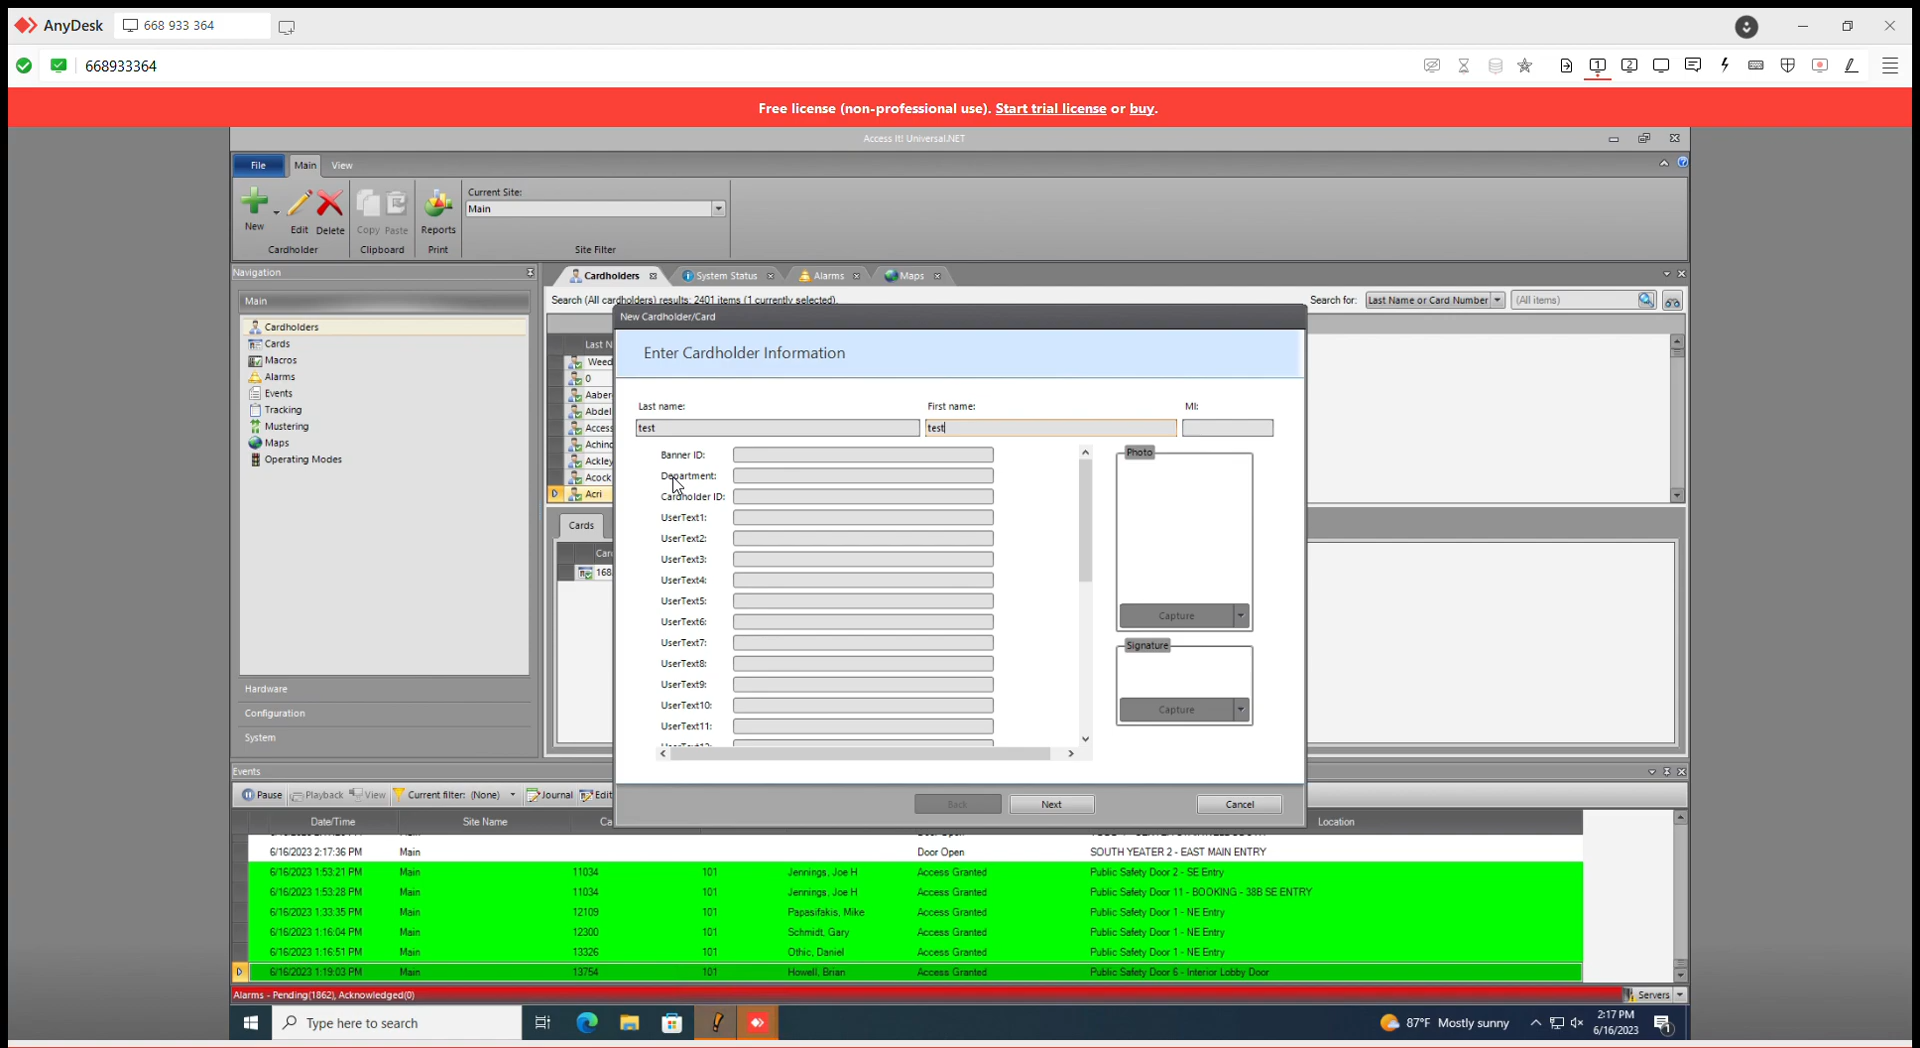 AnyDesk
668 933 364
668933364
Free license (non-professional use). Start trial license or buy.
Access It! Universal.NET
File
Main
View
New
Edit
Delete
Copy
Paste
Reports
Current Site:
Main
Cardholder
Clipboard
Print
Site Filter
Navigation
Main
Cardholders
Cards
Macros
Alarms
Events
Tracking
Mustering
Maps
Operating Modes
Hardware
Configuration
System
Cardholders
System Status
Alarms
Maps
Search (All cardholders) results: 2401 items (1 currently selected).
Search for:
Last Name or Card Number
(All items)
Last N
Weed
0
Aaber
Abdel
Access
Achin
Ackley
Acock
D Acri
Cards
Car
168
New Cardholder/Card
Enter Cardholder Information
Last name:
First name:
MI:
test
test
Banner ID:
Department:
Cardholder ID:
UserText1:
UserText2:
UserText3:
UserText4:
UserText5:
UserText6:
UserText7:
UserText8:
UserText9:
UserText10:
UserText11:
Photo
Capture
Signature
Capture
Back
Next
Cancel
Events
Pause
Playback
View
Current filter: (None)
Journal
Edit
Date/Time Site Name Ca Location
6/16/2023 2:17:36 PM Main Door Open SOUTH YEATER 2 - EAST MAIN ENTRY
6/16/2023 1:53:21 PM Main 11034 101 Jennings, Joe H Access Granted Public Safety Door 2 - SE Entry
6/16/2023 1:53:28 PM Main 11034 101 Jennings, Joe H Access Granted Public Safety Door 11 - BOOKING - 38B SE ENTRY
6/16/2023 1:33:35 PM Main 12109 101 Papasifakis, Mike Access Granted Public Safety Door 1 - NE Entry
6/16/2023 1:16:04 PM Main 12300 101 Schmidt, Gary Access Granted Public Safety Door 1 - NE Entry
6/16/2023 1:16:51 PM Main 13326 101 Othic, Daniel Access Granted Public Safety Door 1 - NE Entry
D 6/16/2023 1:19:03 PM Main 13754 101 Howell, Brian Access Granted Public Safety Door 6 - Interior Lobby Door
Alarms - Pending(1862), Acknowledged(0)
Servers
Type here to search
87°F Mostly sunny
2:17 PM
6/16/2023
1